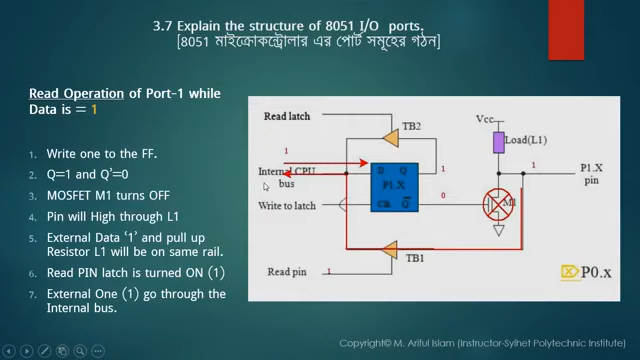 3.7 Explain the structure of 8051 I/O ports.
[8051 মাইক্রোকন্ট্রোলার এর পোর্ট সমূহের গঠন]
Read Operation of Port-1 while
Data is = 1
1. Write one to the FF.
2. Q=1 and Q'=0
3. MOSFET M1 turns OFF
4. Pin will High through L1
5. External Data '1' and pull up
Resistor L1 will be on same rail.
6. Read PIN latch is turned ON (1)
7. External One (1) go through the
Internal bus.
Read latch
TB2
Vcc
Load(L1)
1
Internal CPU
bus
D Q
P1.X
Clk Q
1
1
P1.X
pin
Write to latch
0
M1
TB1
Read pin
1
P0.x
Copyright© M. Ariful Islam (Instructor-Sylhet Polytechnic Institute)